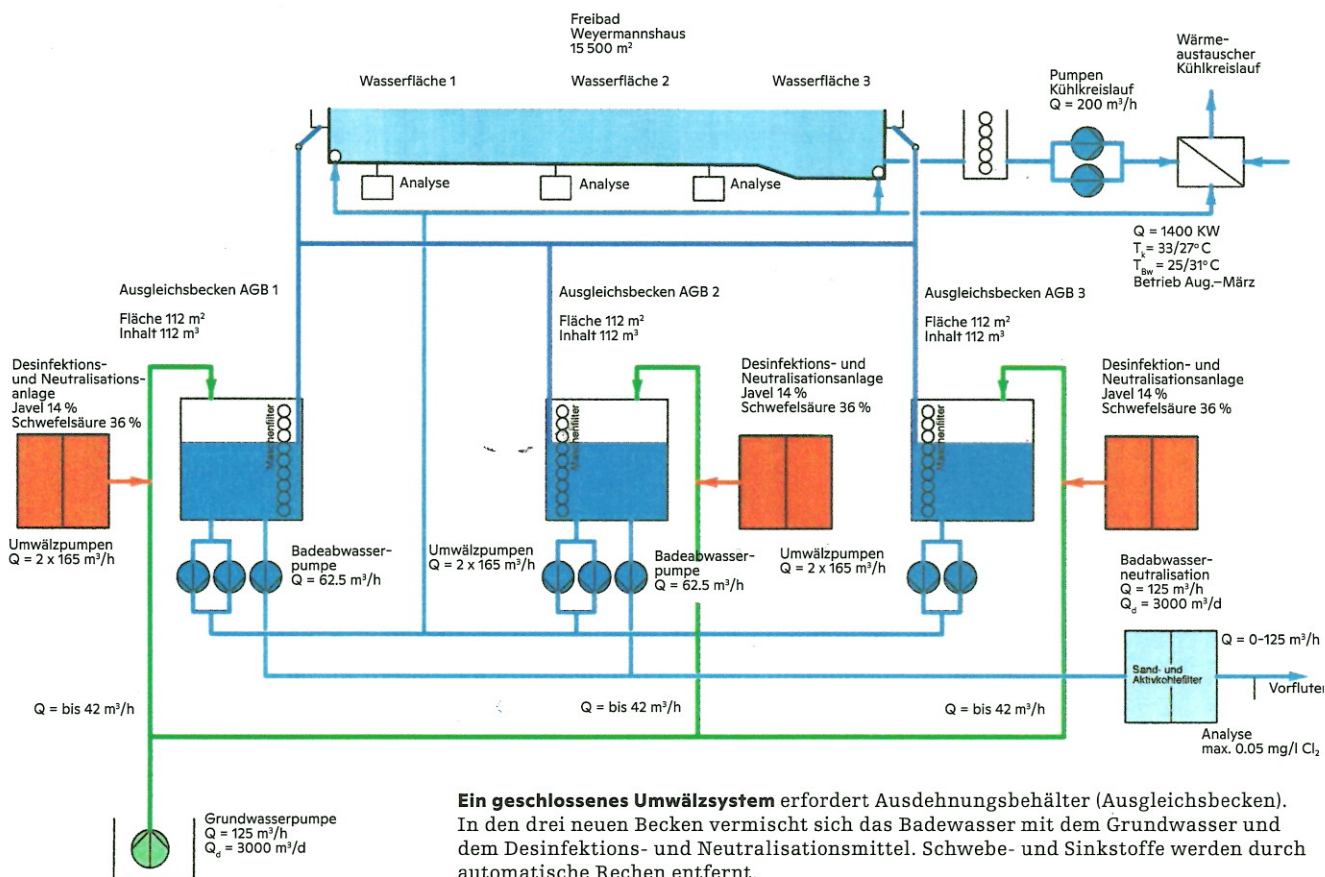 Freibad
Weyermannshaus
15 500 m²
Wasserfläche 1
Wasserfläche 2
Wasserfläche 3
Pumpen
Kühlkreislauf
Q = 200 m³/h
Wärme-
austauscher
Kühlkreislauf
Analyse
Analyse
Analyse
Q = 1400 KW
Tₖ = 33/27° C
T_Bw = 25/31° C
Betrieb Aug.–März
Ausgleichsbecken AGB 1
Fläche 112 m²
Inhalt 112 m³
Ausgleichsbecken AGB 2
Fläche 112 m²
Inhalt 112 m³
Ausgleichsbecken AGB 3
Fläche 112 m²
Inhalt 112 m³
Desinfektions-
und Neutralisations-
anlage
Javel 14 %
Schwefelsäure 36 %
Desinfektions- und
Neutralisationsanlage
Javel 14 %
Schwefelsäure 36 %
Desinfektion- und
Neutralisationsanlage
Javel 14 %
Schwefelsäure 36 %
Maschenfilter
Maschenfilter
Maschenfilter
Umwälzpumpen
Q = 2 x 165 m³/h
Badeabwasser-
pumpe
Q = 62.5 m³/h
Umwälzpumpen
Q = 2 x 165 m³/h
Badeabwasser-
pumpe
Q = 62.5 m³/h
Umwälzpumpen
Q = 2 x 165 m³/h
Badabwasser-
neutralisation
Q = 125 m³/h
Q_d = 3000 m³/d
Q = 0-125 m³/h
Sand- und
Aktivkohlefilter
Vorfluter
Analyse
max. 0.05 mg/l Cl₂
Q = bis 42 m³/h
Q = bis 42 m³/h
Q = bis 42 m³/h
Grundwasserpumpe
Q = 125 m³/h
Q_d = 3000 m³/d
Ein geschlossenes Umwälzsystem erfordert Ausdehnungsbehälter (Ausgleichsbecken).
In den drei neuen Becken vermischt sich das Badewasser mit dem Grundwasser und
dem Desinfektions- und Neutralisationsmittel. Schwebe- und Sinkstoffe werden durch
automatische Rechen entfernt.